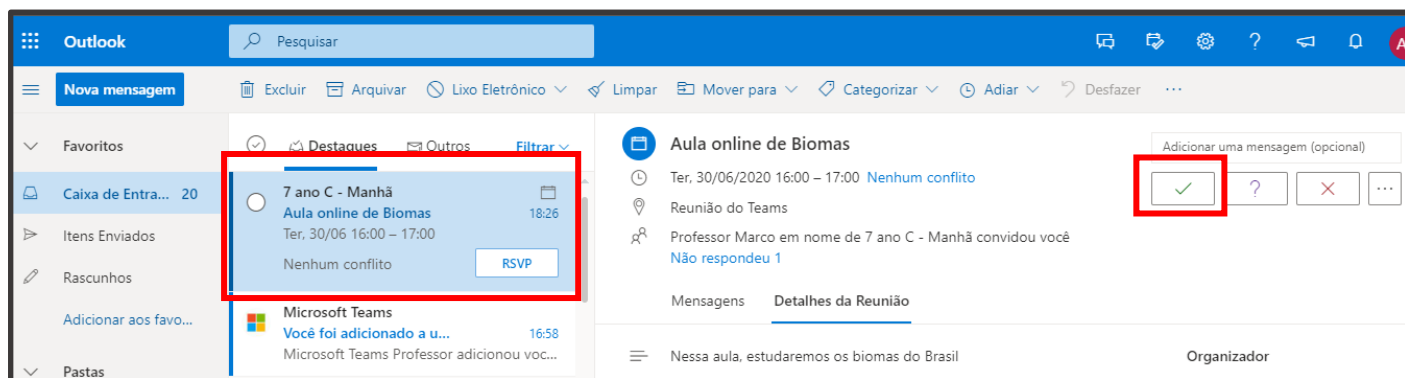 Outlook
Pesquisar
A
Nova mensagem
Excluir
Arquivar
Lixo Eletrônico
Limpar
Mover para
Categorizar
Adiar
Desfazer
Favoritos
Caixa de Entra... 20
Itens Enviados
Rascunhos
Adicionar aos favo...
Pastas
Destaques
Outros
Filtrar
7 ano C - Manhã
Aula online de Biomas 18:26
Ter, 30/06 16:00 – 17:00
Nenhum conflito RSVP
Microsoft Teams
Você foi adicionado a u... 16:58
Microsoft Teams Professor adicionou voc...
Aula online de Biomas
Ter, 30/06/2020 16:00 – 17:00 Nenhum conflito
Reunião do Teams
Professor Marco em nome de 7 ano C - Manhã convidou você
Não respondeu 1
Adicionar uma mensagem (opcional)
Mensagens Detalhes da Reunião
Nessa aula, estudaremos os biomas do Brasil
Organizador